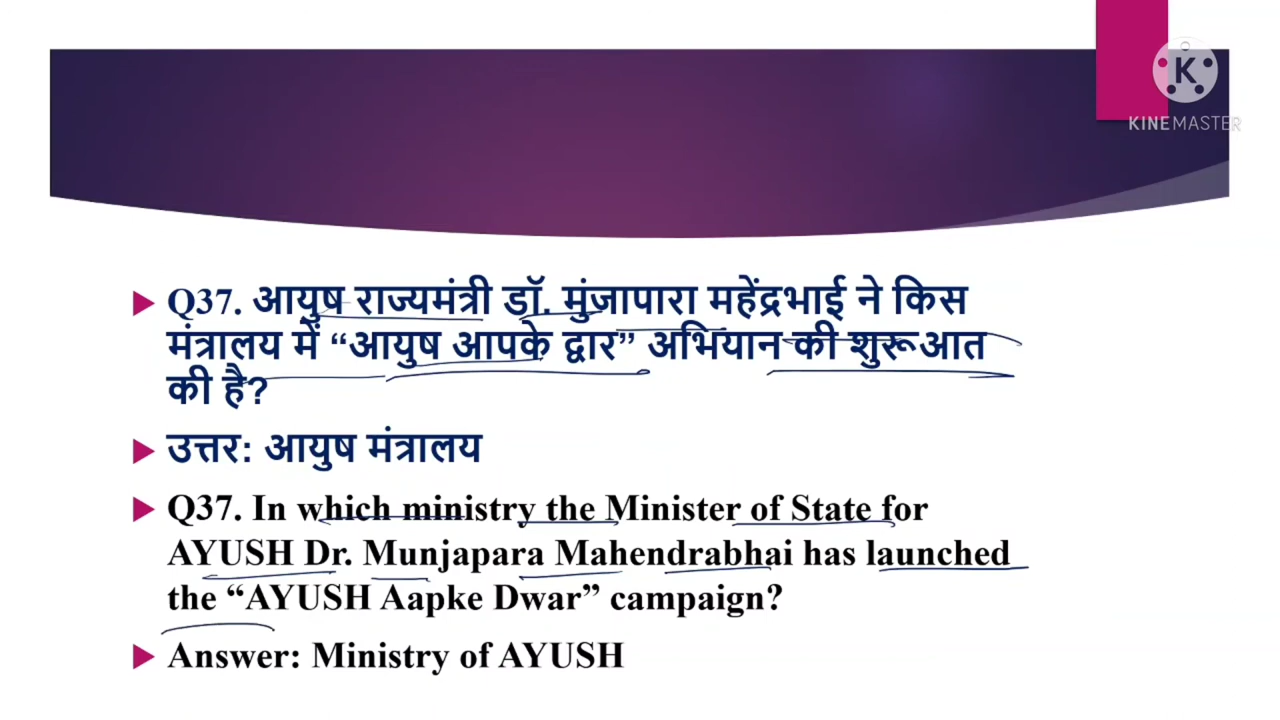 K
KINEMASTER
Q37. आयुष राज्यमंत्री डॉ. मुंजापारा महेंद्रभाई ने किस
मंत्रालय में “आयुष आपके द्वार” अभियान की शुरूआत
की है?
उत्तर: आयुष मंत्रालय
Q37. In which ministry the Minister of State for
AYUSH Dr. Munjapara Mahendrabhai has launched
the “AYUSH Aapke Dwar” campaign?
Answer: Ministry of AYUSH